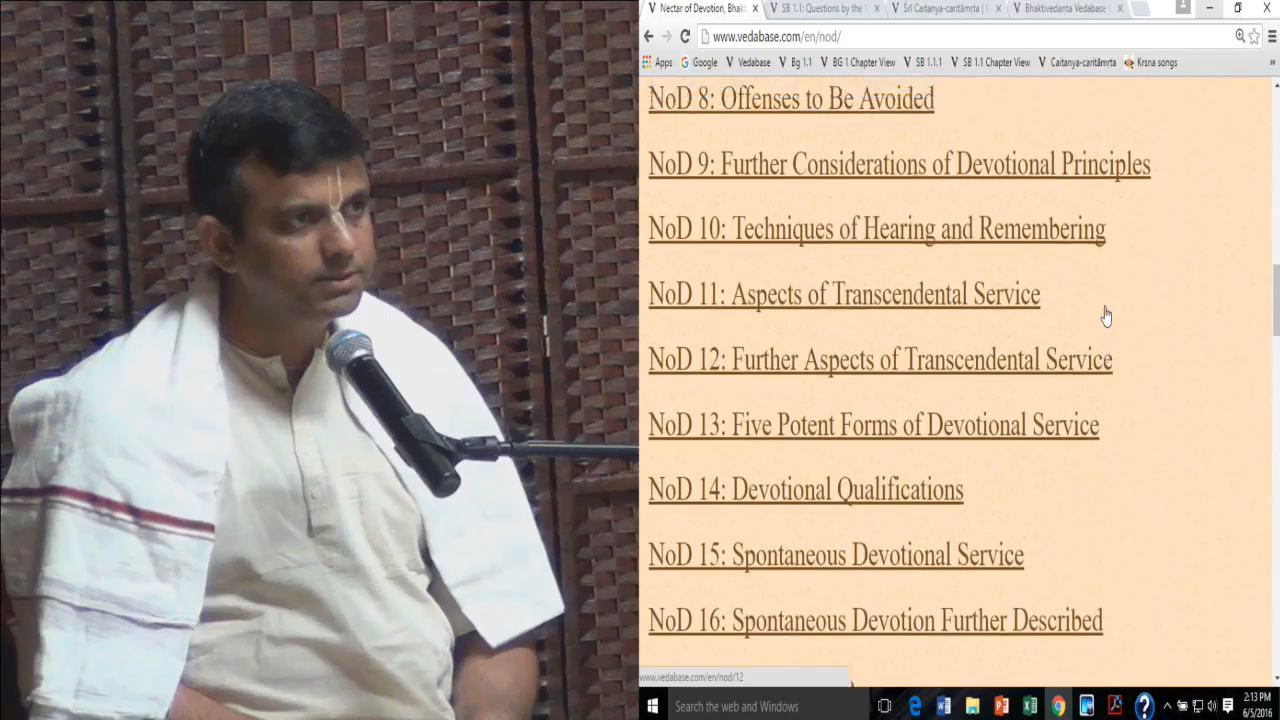 Nectar of Devotion, Bhakt
SB 1.1: Questions by the
Śrī Caitanya-caritāmṛta |
Bhaktivedanta Vedabase
www.vedabase.com/en/nod/
Apps Google Vedabase Bg 1.1 BG 1 Chapter View SB 1.1.1 SB 1.1 Chapter View Caitanya-caritāmṛta Krsna songs »
NoD 8: Offenses to Be Avoided
NoD 9: Further Considerations of Devotional Principles
NoD 10: Techniques of Hearing and Remembering
NoD 11: Aspects of Transcendental Service
NoD 12: Further Aspects of Transcendental Service
NoD 13: Five Potent Forms of Devotional Service
NoD 14: Devotional Qualifications
NoD 15: Spontaneous Devotional Service
NoD 16: Spontaneous Devotion Further Described
www.vedabase.com/en/nod/12
Search the web and Windows
2:13 PM
6/5/2016